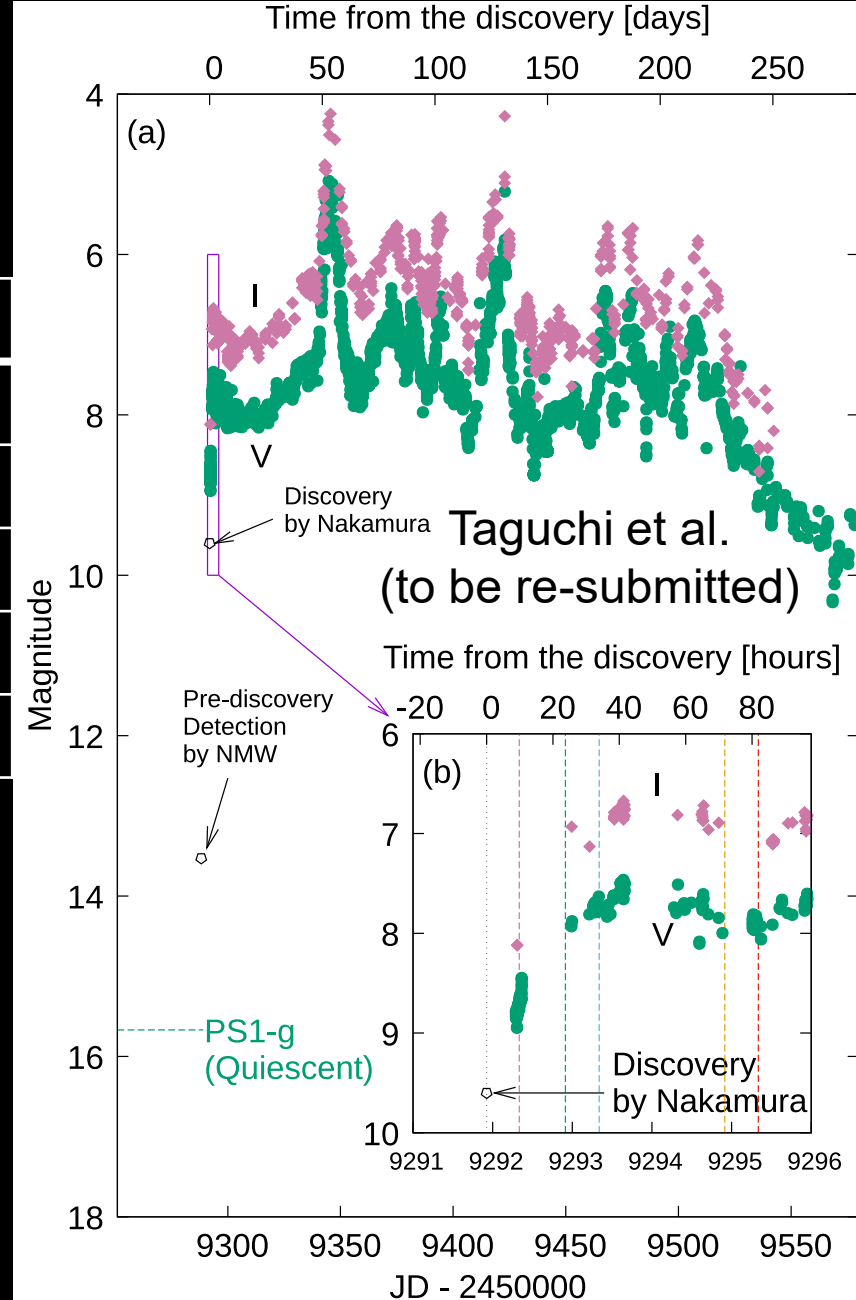 Time from the discovery [days]
0 50 100 150 200 250
4
(a)
6
I
8
V
Discovery
by Nakamura
Taguchi et al.
(to be re-submitted)
10
Magnitude
Time from the discovery [hours]
Pre-discovery
Detection
by NMW
-20 0 20 40 60 80
12
6
(b)
I
7
14
8
V
PS1-g
(Quiescent)
9
16
Discovery
by Nakamura
10
9291 9292 9293 9294 9295 9296
18
9300 9350 9400 9450 9500 9550
JD - 2450000